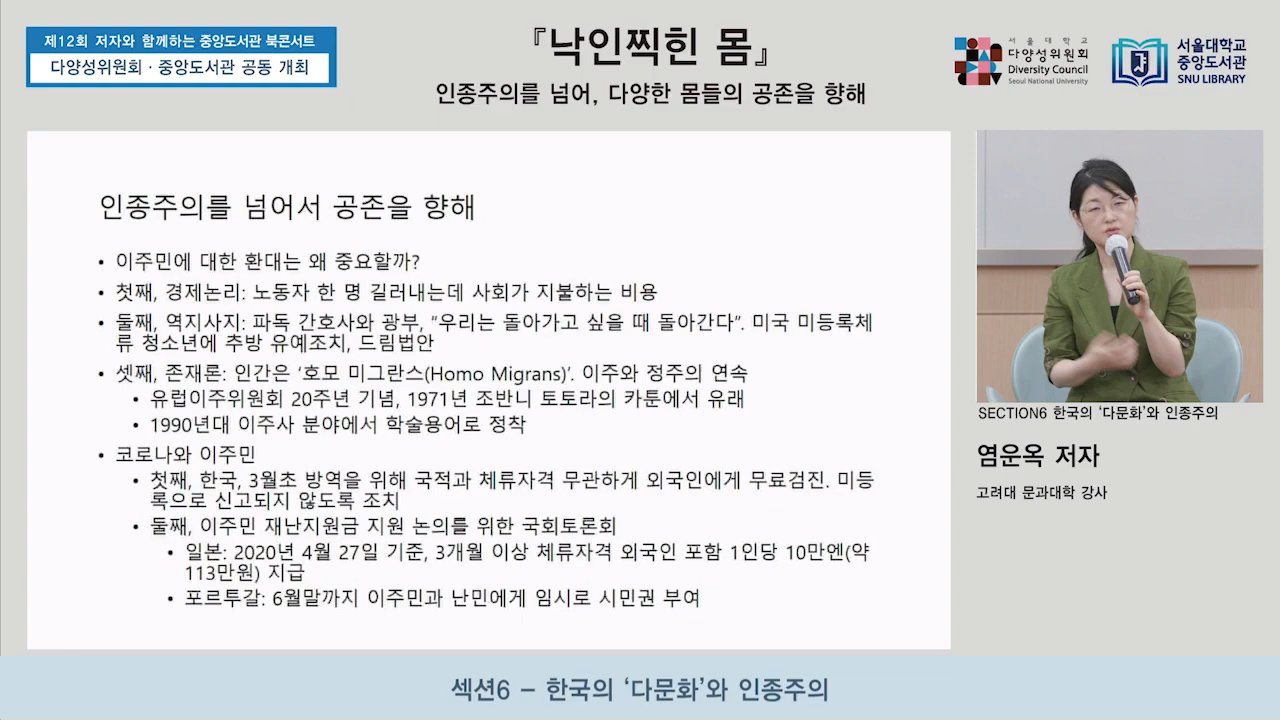 제12회 저자와 함께하는 중앙도서관 북콘서트
다양성위원회 · 중앙도서관 공동 개최
『낙인찍힌 몸』
인종주의를 넘어, 다양한 몸들의 공존을 향해
서울대학교
다양성위원회
Diversity Council
Seoul National University
서울대학교
중앙도서관
SNU LIBRARY
인종주의를 넘어서 공존을 향해
• 이주민에 대한 환대는 왜 중요할까?
• 첫째, 경제논리: 노동자 한 명 길러내는데 사회가 지불하는 비용
• 둘째, 역지사지: 파독 간호사와 광부, “우리는 돌아가고 싶을 때 돌아간다”. 미국 미등록체
류 청소년에 추방 유예조치, 드림법안
• 셋째, 존재론: 인간은 ‘호모 미그란스(Homo Migrans)’. 이주와 정주의 연속
• 유럽이주위원회 20주년 기념, 1971년 조반니 토토라의 카툰에서 유래
• 1990년대 이주사 분야에서 학술용어로 정착
• 코로나와 이주민
• 첫째, 한국, 3월초 방역을 위해 국적과 체류자격 무관하게 외국인에게 무료검진. 미등
록으로 신고되지 않도록 조치
• 둘째, 이주민 재난지원금 지원 논의를 위한 국회토론회
• 일본: 2020년 4월 27일 기준, 3개월 이상 체류자격 외국인 포함 1인당 10만엔(약
113만원) 지급
• 포르투갈: 6월말까지 이주민과 난민에게 임시로 시민권 부여
SECTION6 한국의 ‘다문화’와 인종주의
염운옥 저자
고려대 문과대학 강사
섹션6 – 한국의 ‘다문화’와 인종주의